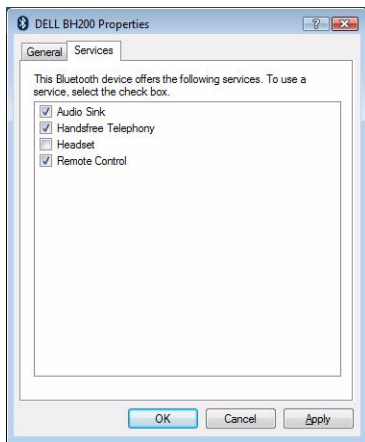 DELL BH200 Properties
General Services
This Bluetooth device offers the following services. To use a
service, select the check box.
Audio Sink
Handsfree Telephony
Headset
Remote Control
OK Cancel Apply